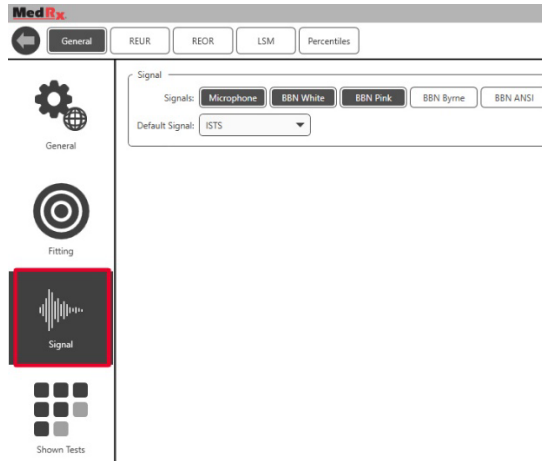 MedRx
General REUR REOR LSM Percentiles
Signal
Signals: Microphone BBN White BBN Pink BBN Byrne BBN ANSI
Default Signal: ISTS
General
Fitting
Signal
Shown Tests